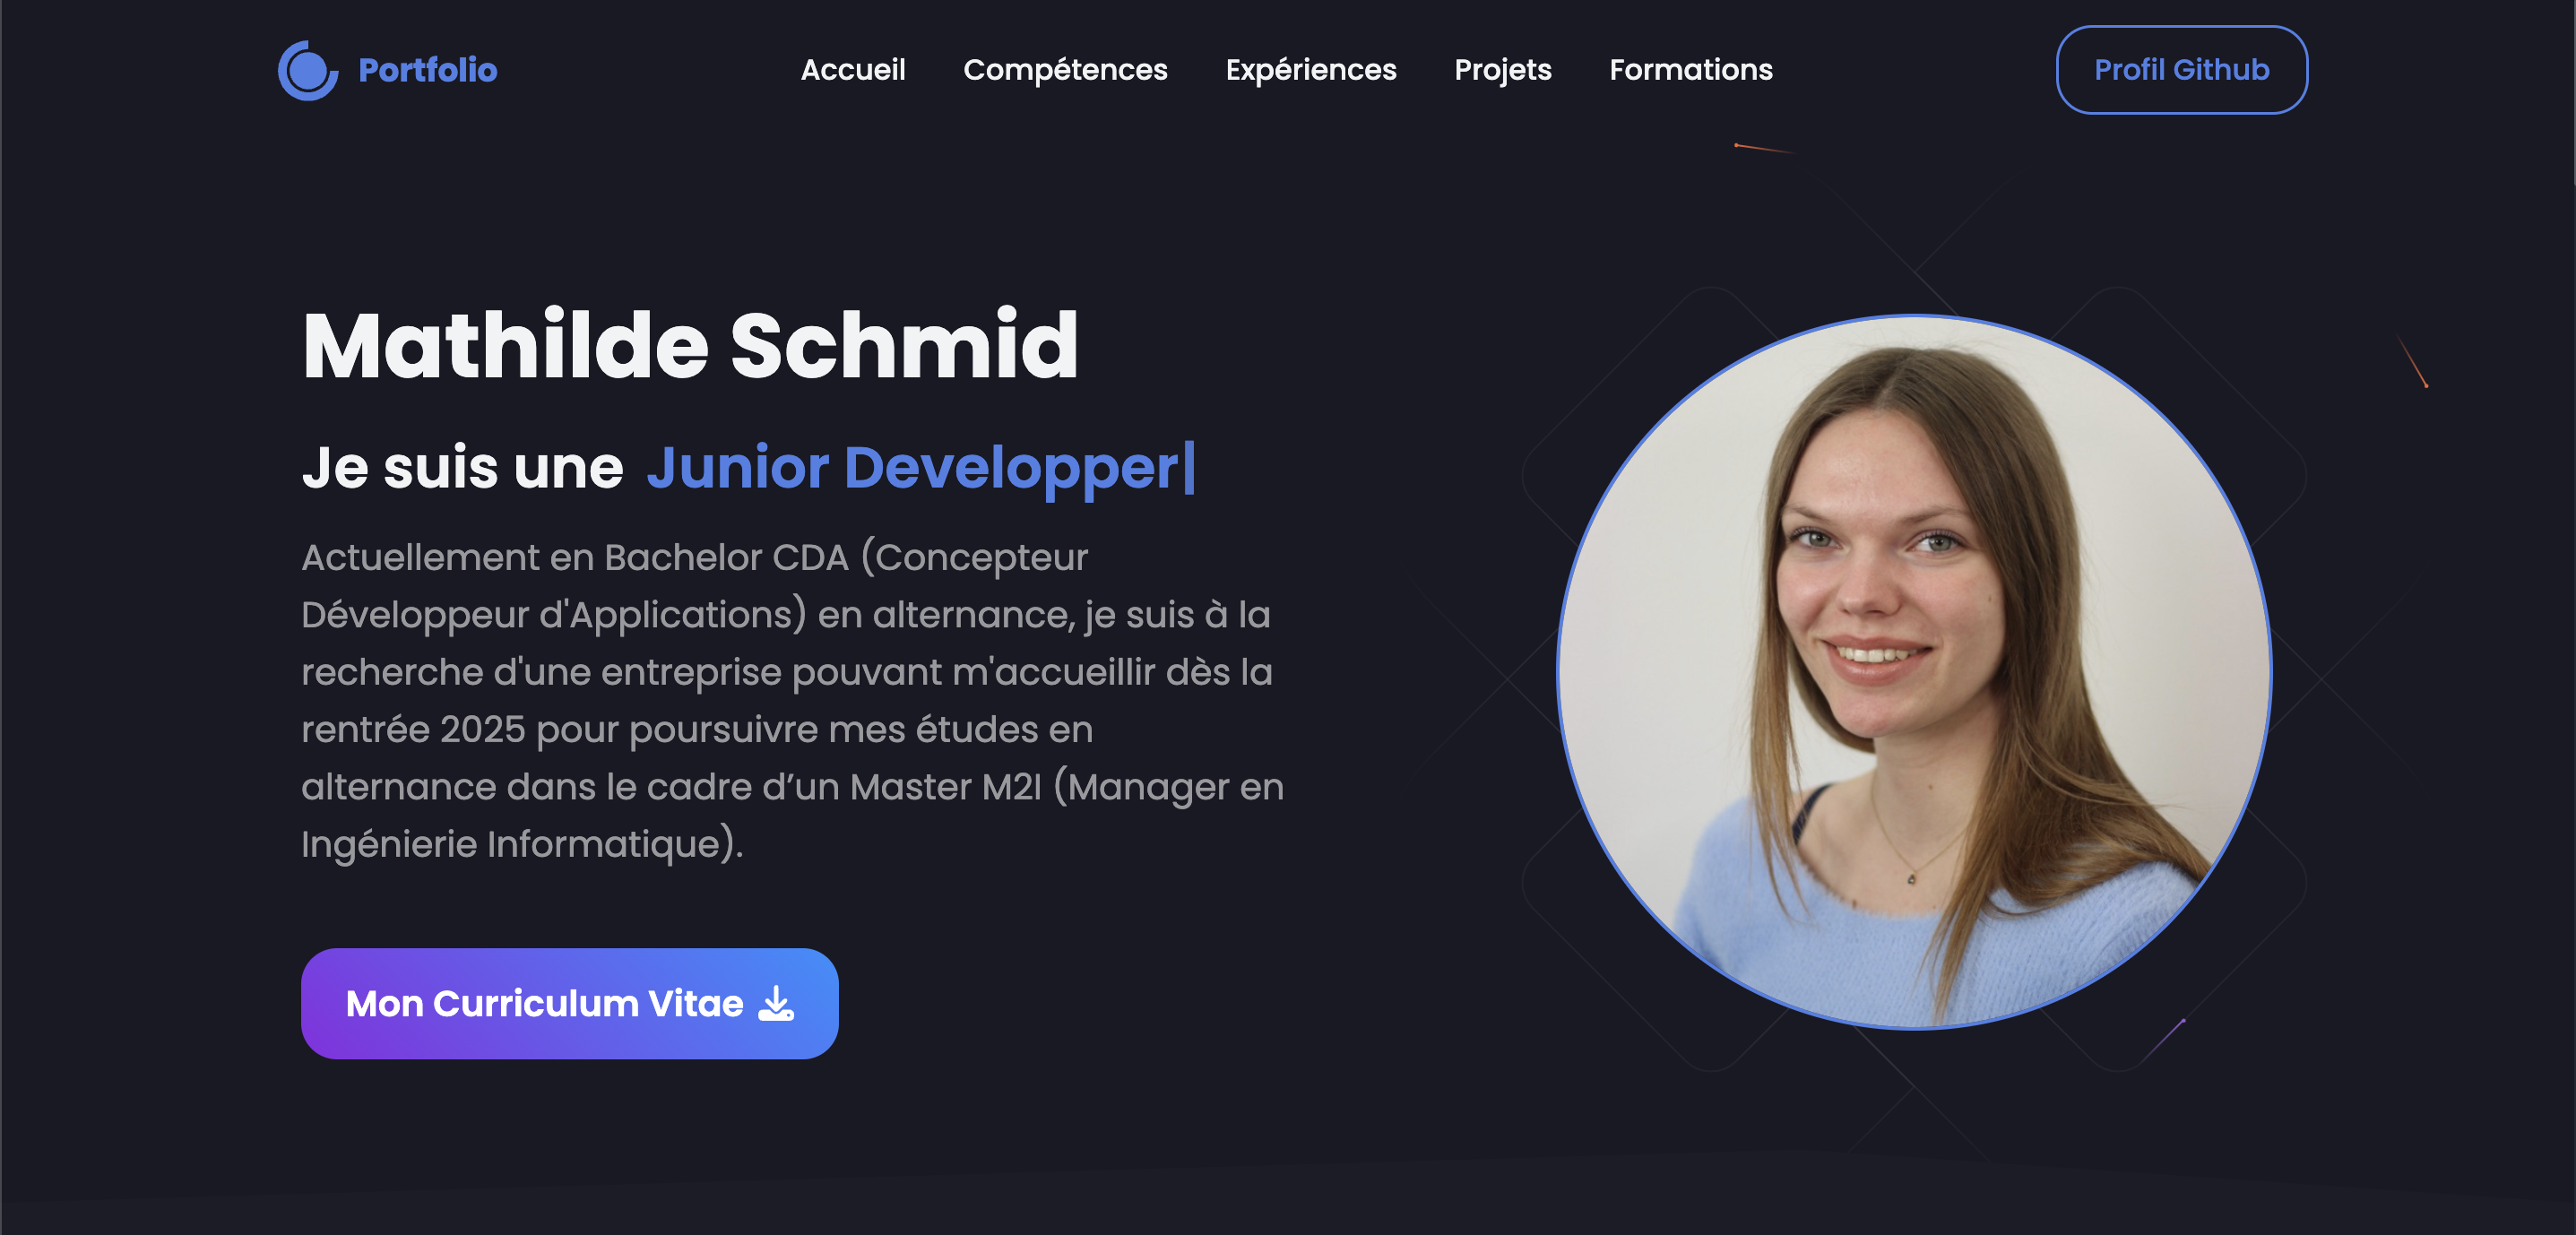 Portfolio
Accueil
Compétences
Expériences
Projets
Formations
Profil Github
Mathilde Schmid
Je suis une Junior Developper|
Actuellement en Bachelor CDA (Concepteur
Développeur d'Applications) en alternance, je suis à la
recherche d'une entreprise pouvant m'accueillir dès la
rentrée 2025 pour poursuivre mes études en
alternance dans le cadre d’un Master M2I (Manager en
Ingénierie Informatique).
Mon Curriculum Vitae